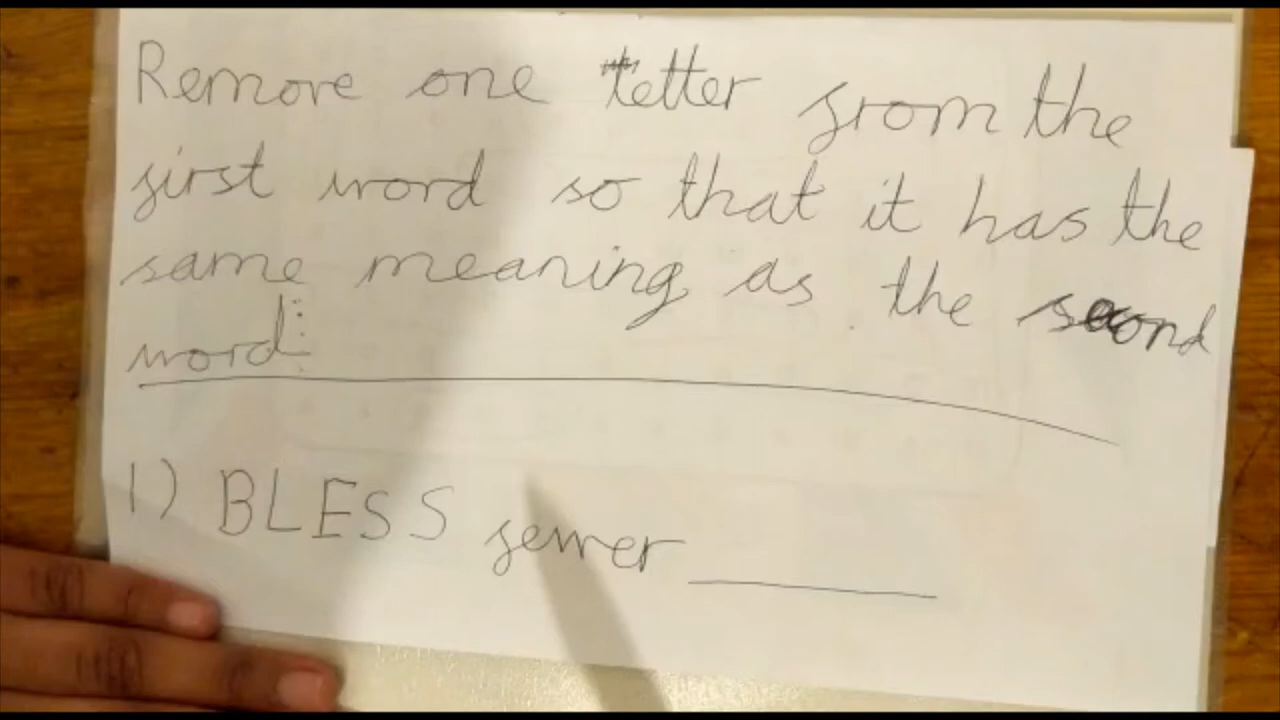 Remove one letter from the
first word so that it has the
same meaning as the second
word:
1) BLESS fewer